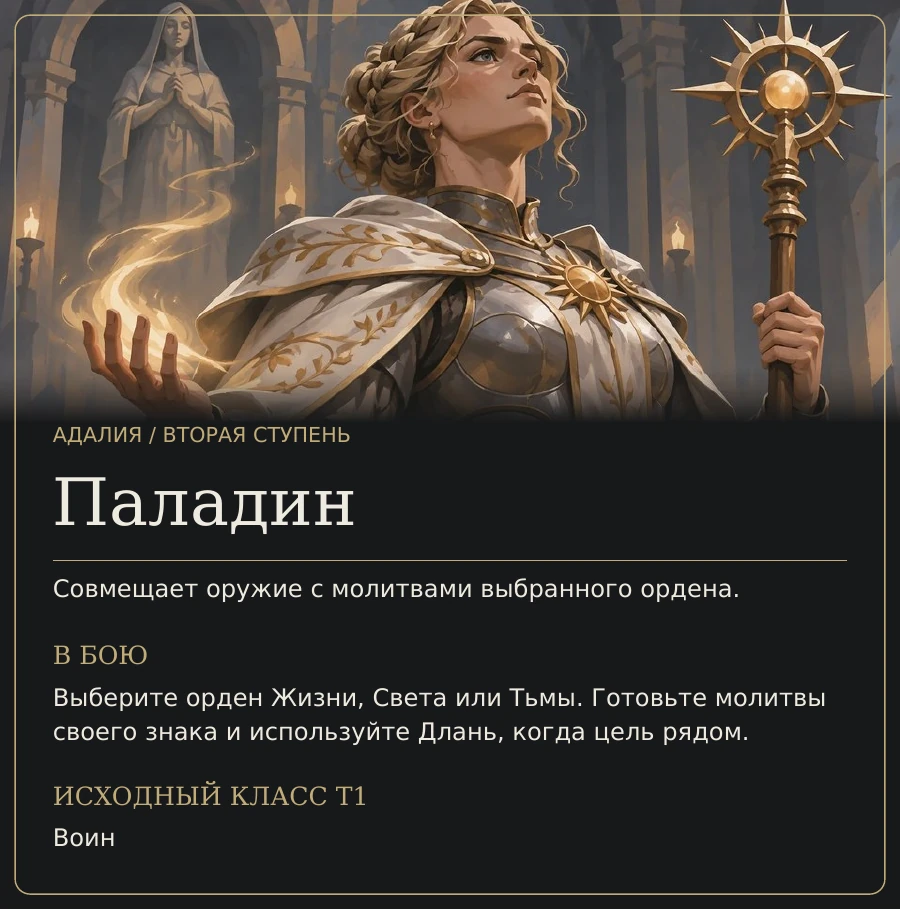 АДАЛИЯ / ВТОРАЯ СТУПЕНЬ
Паладин
Совмещает оружие с молитвами выбранного ордена.
В БОЮ
Выберите орден Жизни, Света или Тьмы. Готовьте молитвы
своего знака и используйте Длань, когда цель рядом.
ИСХОДНЫЙ КЛАСС Т1
Воин